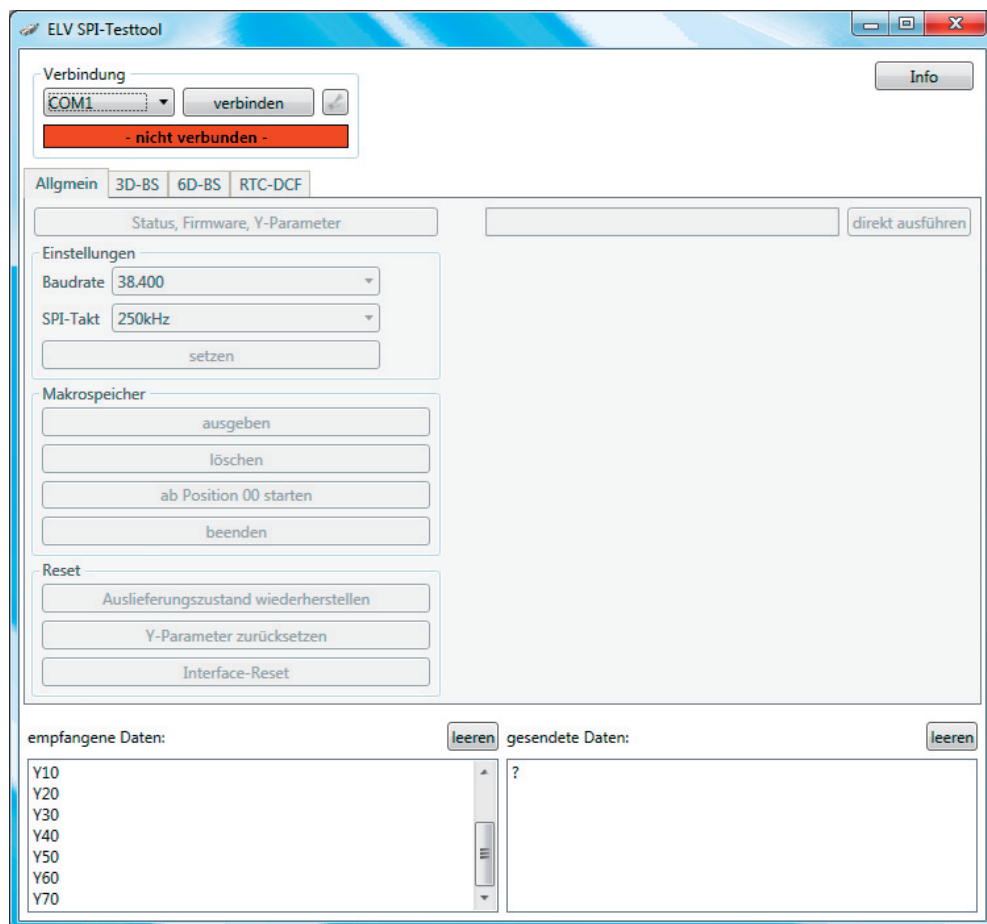 ELV SPI-Testtool
Verbindung
Info
COM1 verbinden
- nicht verbunden -
Allgmein 3D-BS 6D-BS RTC-DCF
Status, Firmware, Y-Parameter direkt ausführen
Einstellungen
Baudrate 38.400
SPI-Takt 250kHz
setzen
Makrospeicher
ausgeben
löschen
ab Position 00 starten
beenden
Reset
Auslieferungszustand wiederherstellen
Y-Parameter zurücksetzen
Interface-Reset
empfangene Daten: leeren gesendete Daten: leeren
Y10 ?
Y20
Y30
Y40
Y50
Y60
Y70